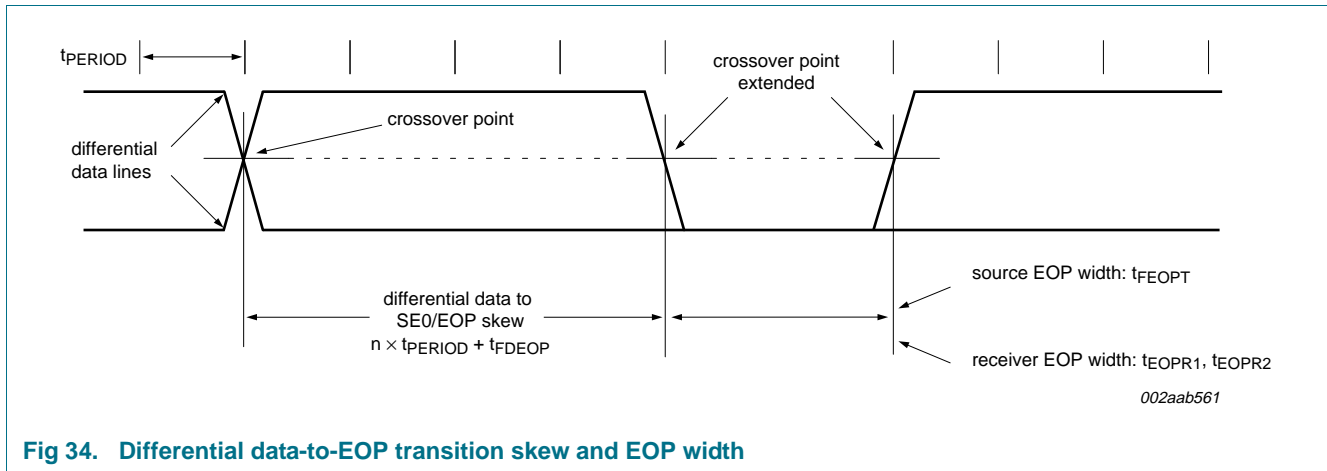 tPERIOD
crossover point
extended
crossover point
differential
data lines
source EOP width: tFEOPT
differential data to
SE0/EOP skew
n × tPERIOD + tFDEOP
receiver EOP width: tEOPR1, tEOPR2
002aab561
Fig 34. Differential data-to-EOP transition skew and EOP width